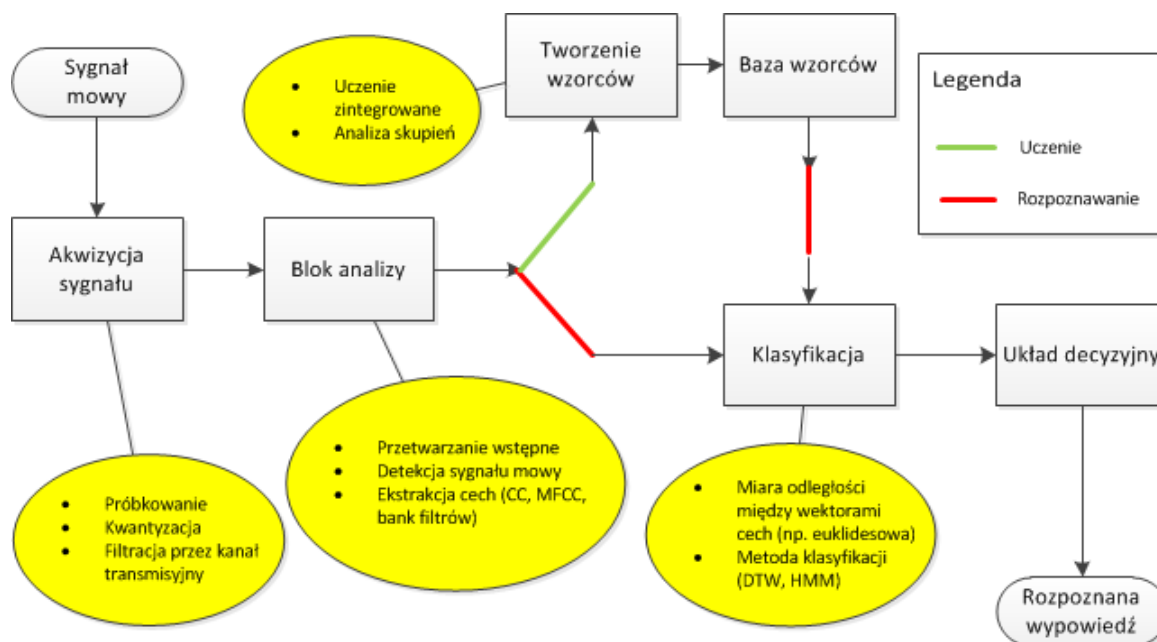 Sygnał
mowy
Uczenie
zintegrowane
Analiza skupień
Tworzenie
wzorców
Baza wzorców
Legenda
Uczenie
Rozpoznawanie
Akwizycja
sygnału
Blok analizy
Klasyfikacja
Układ decyzyjny
Próbkowanie
Kwantyzacja
Filtracja przez kanał
transmisyjny
Przetwarzanie wstępne
Detekcja sygnału mowy
Ekstrakcja cech (CC, MFCC,
bank filtrów)
Miara odległości
między wektorami
cech (np. euklidesowa)
Metoda klasyfikacji
(DTW, HMM)
Rozpoznana
wypowiedź